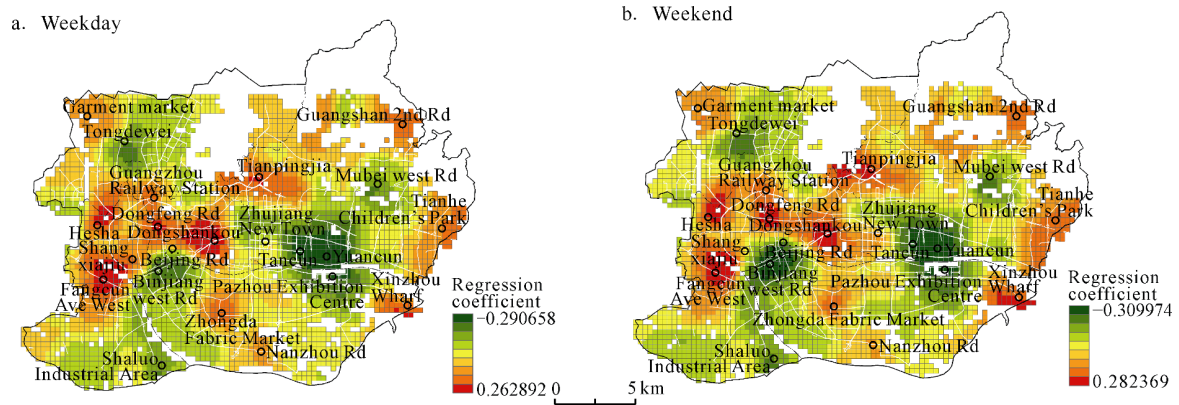 a. Weekday
Garment market
Tongdewei
Guangshan 2nd Rd
Guangzhou
Railway Station
Tianpingjia
Mubei west Rd
Tianhe
Children's Park
Dongfeng Rd
Hesha
Dongshankou
Zhujiang
New Town
Shang
xiajiu
Beijing Rd
Tancun
Yuancun
Fangcun
Ave West
Binjiang
west Rd
Pazhou Exhibition
Centre
Xinzhou
Wharf
Zhongda
Fabric Market
Nanzhou Rd
Shaluo
Industrial Area
Regression
coefficient
−0.290658
0.262892
0
5 km
b. Weekend
Garment market
Tongdewei
Guangshan 2nd Rd
Guangzhou
Railway Station
Tianpingjia
Mubei west Rd
Tianhe
Children's Park
Dongfeng Rd
Hesha
Dongshankou
Zhujiang
New Town
Shang
xiajiu
Beijing Rd
Tancun
Yuancun
Fangcun
Ave West
Binjiang
west Rd
Pazhou Exhibition
Centre
Xinzhou
Wharf
Zhongda Fabric Market
Nanzhou Rd
Shaluo
Industrial Area
Regression
coefficient
−0.309974
0.282369